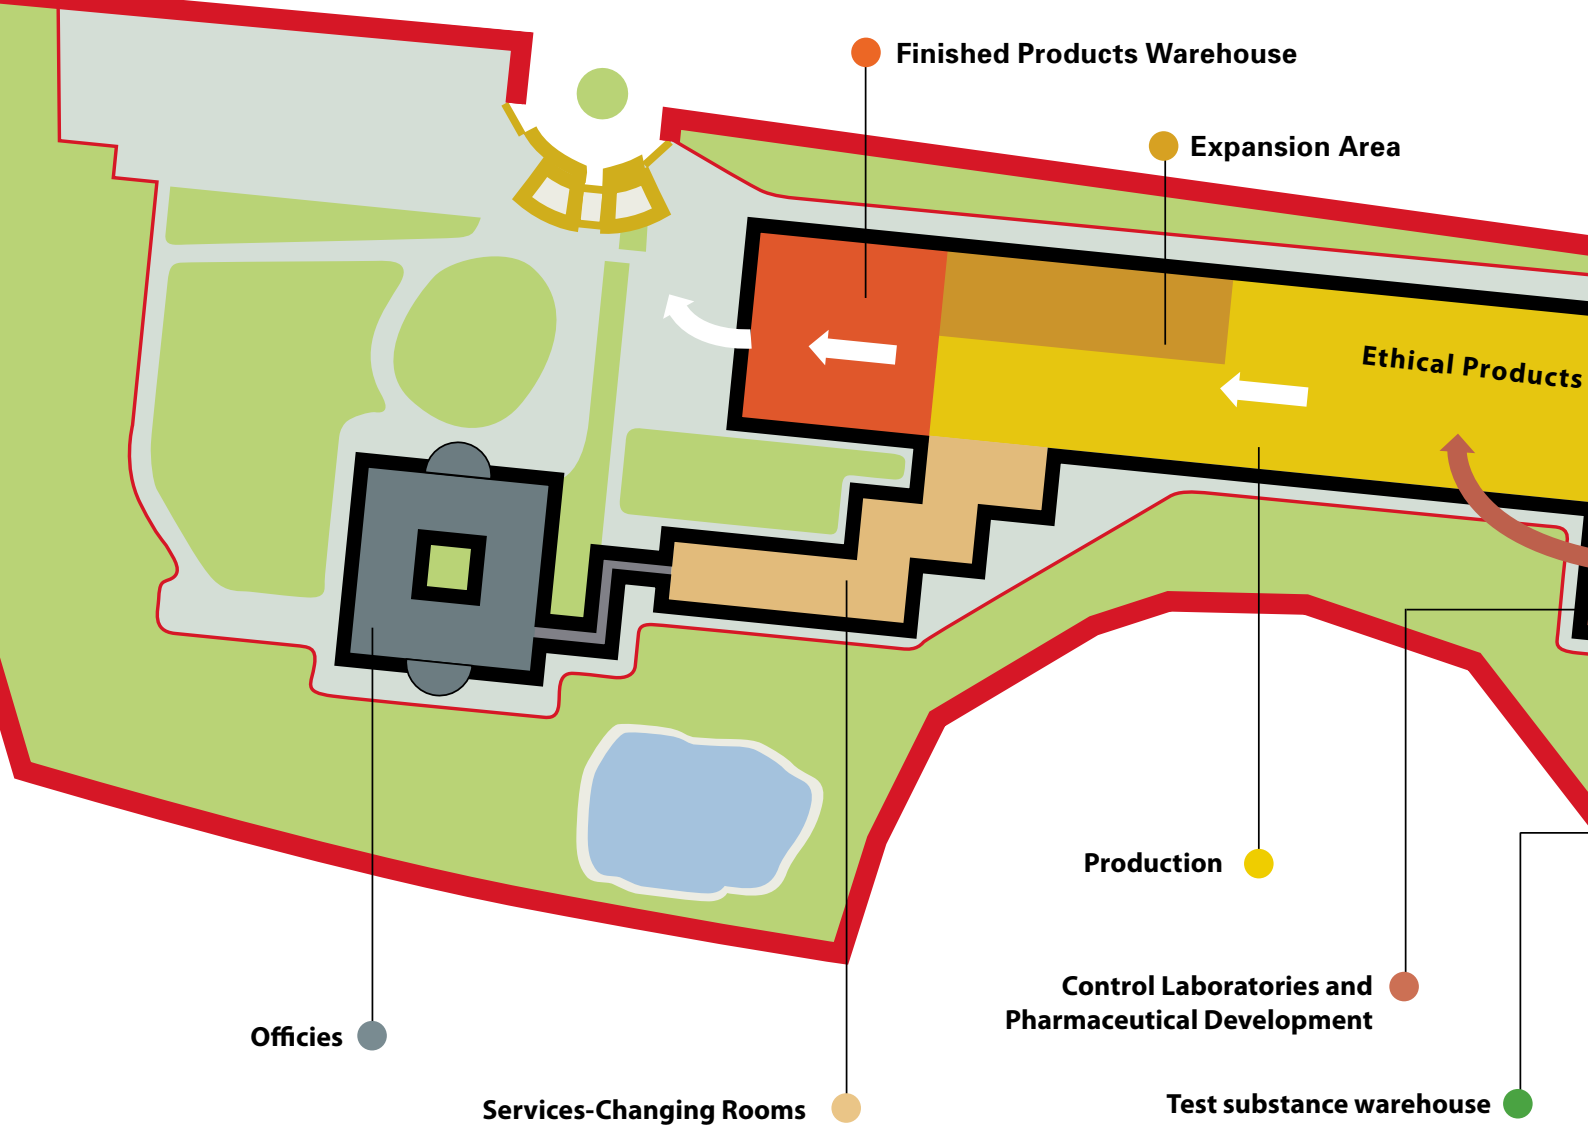 Finished Products Warehouse
Expansion Area
Ethical Products
Production
Control Laboratories and
Pharmaceutical Development
Officies
Test substance warehouse
Services-Changing Rooms